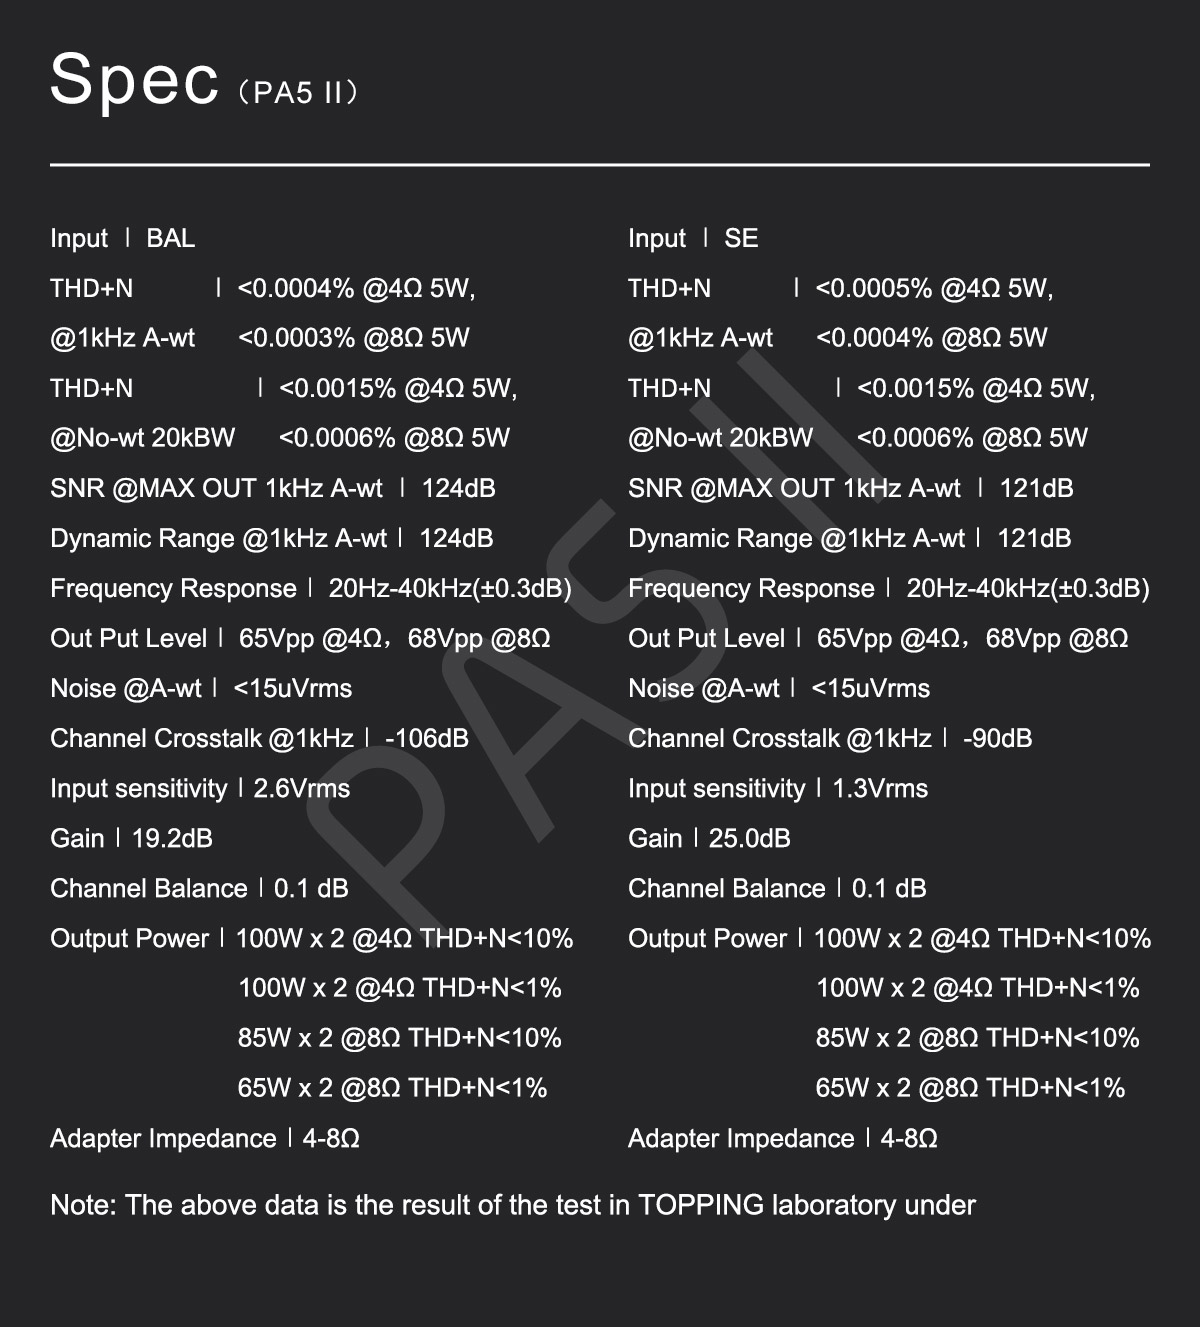 Spec（PA5 II）
Input | BAL
THD+N | <0.0004% @4Ω 5W,
@1kHz A-wt <0.0003% @8Ω 5W
THD+N | <0.0015% @4Ω 5W,
@No-wt 20kBW <0.0006% @8Ω 5W
SNR @MAX OUT 1kHz A-wt | 124dB
Dynamic Range @1kHz A-wt | 124dB
Frequency Response | 20Hz-40kHz(±0.3dB)
Out Put Level | 65Vpp @4Ω，68Vpp @8Ω
Noise @A-wt | <15uVrms
Channel Crosstalk @1kHz | -106dB
Input sensitivity | 2.6Vrms
Gain | 19.2dB
Channel Balance | 0.1 dB
Output Power | 100W x 2 @4Ω THD+N<10%
100W x 2 @4Ω THD+N<1%
85W x 2 @8Ω THD+N<10%
65W x 2 @8Ω THD+N<1%
Adapter Impedance | 4-8Ω
Input | SE
THD+N | <0.0005% @4Ω 5W,
@1kHz A-wt <0.0004% @8Ω 5W
THD+N | <0.0015% @4Ω 5W,
@No-wt 20kBW <0.0006% @8Ω 5W
SNR @MAX OUT 1kHz A-wt | 121dB
Dynamic Range @1kHz A-wt | 121dB
Frequency Response | 20Hz-40kHz(±0.3dB)
Out Put Level | 65Vpp @4Ω，68Vpp @8Ω
Noise @A-wt | <15uVrms
Channel Crosstalk @1kHz | -90dB
Input sensitivity | 1.3Vrms
Gain | 25.0dB
Channel Balance | 0.1 dB
Output Power | 100W x 2 @4Ω THD+N<10%
100W x 2 @4Ω THD+N<1%
85W x 2 @8Ω THD+N<10%
65W x 2 @8Ω THD+N<1%
Adapter Impedance | 4-8Ω
Note: The above data is the result of the test in TOPPING laboratory under
PA5 II